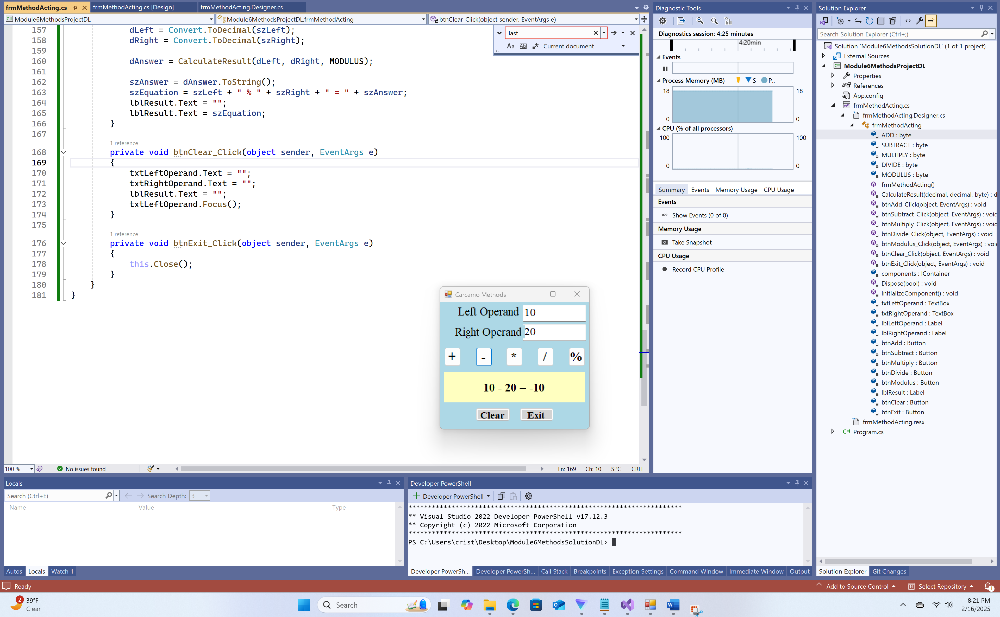 frmMethodActing.cs
frmMethodActing.cs [Design]
frmMethodActing.Designer.cs
Module6MethodsProjectDL
Module6MethodsProjectDL.frmMethodActing
btnClear_Click(object sender, EventArgs e)
last
Aa Current document
157 dLeft = Convert.ToDecimal(szLeft);
158 dRight = Convert.ToDecimal(szRight);
159
160 dAnswer = CalculateResult(dLeft, dRight, MODULUS);
161
162 szAnswer = dAnswer.ToString();
163 szEquation = szLeft + " % " + szRight + " = " + szAnswer;
164 lblResult.Text = "";
165 lblResult.Text = szEquation;
166 }
167
1 reference
168 private void btnClear_Click(object sender, EventArgs e)
169 {
170 txtLeftOperand.Text = "";
171 txtRightOperand.Text = "";
172 lblResult.Text = "";
173 txtLeftOperand.Focus();
174 }
175
1 reference
176 private void btnExit_Click(object sender, EventArgs e)
177 {
178 this.Close();
179 }
180 }
181 }
Carcamo Methods
Left Operand 10
Right Operand 20
+ - * / %
10 - 20 = -10
Clear Exit
100 % No issues found Ln: 169 Ch: 10 SPC CRLF
Diagnostic Tools
Diagnostics session: 4:25 minutes
4:20min
Events
Process Memory (MB) S P..
18 18
0 0
CPU (% of all processors)
100 100
0 0
Summary Events Memory Usage CPU Usage
Events
Show Events (0 of 0)
Memory Usage
Take Snapshot
CPU Usage
Record CPU Profile
Solution Explorer
Search Solution Explorer (Ctrl+;)
Solution 'Module6MethodsSolutionDL' (1 of 1 project)
External Sources
C# Module6MethodsProjectDL
Properties
References
App.config
frmMethodActing.cs
frmMethodActing.Designer.cs
frmMethodActing
ADD : byte
SUBTRACT : byte
MULTIPLY : byte
DIVIDE : byte
MODULUS : byte
frmMethodActing()
CalculateResult(decimal, decimal, byte) : d
btnAdd_Click(object, EventArgs) : void
btnSubtract_Click(object, EventArgs) : void
btnMultiply_Click(object, EventArgs) : void
btnDivide_Click(object, EventArgs) : void
btnModulus_Click(object, EventArgs) : voi
btnClear_Click(object, EventArgs) : void
btnExit_Click(object, EventArgs) : void
components : IContainer
Dispose(bool) : void
InitializeComponent() : void
txtLeftOperand : TextBox
txtRightOperand : TextBox
lblLeftOperand : Label
lblRightOperand : Label
btnAdd : Button
btnSubtract : Button
btnMultiply : Button
btnDivide : Button
btnModulus : Button
lblResult : Label
btnClear : Button
btnExit : Button
frmMethodActing.resx
C# Program.cs
Solution Explorer Git Changes
Locals
Search (Ctrl+E) Search Depth: 3
Name Value Type
Autos Locals Watch 1
Developer PowerShell
Developer PowerShell
**********************************************************************
** Visual Studio 2022 Developer PowerShell v17.12.3
** Copyright (c) 2022 Microsoft Corporation
**********************************************************************
PS C:\Users\crist\Desktop\Module6MethodsSolutionDL>
Developer PowerSh... Developer PowerSh... Call Stack Breakpoints Exception Settings Command Window Immediate Window Output
Ready Add to Source Control Select Repository 1
2 39°F
Clear
Search
8:21 PM
2/16/2025